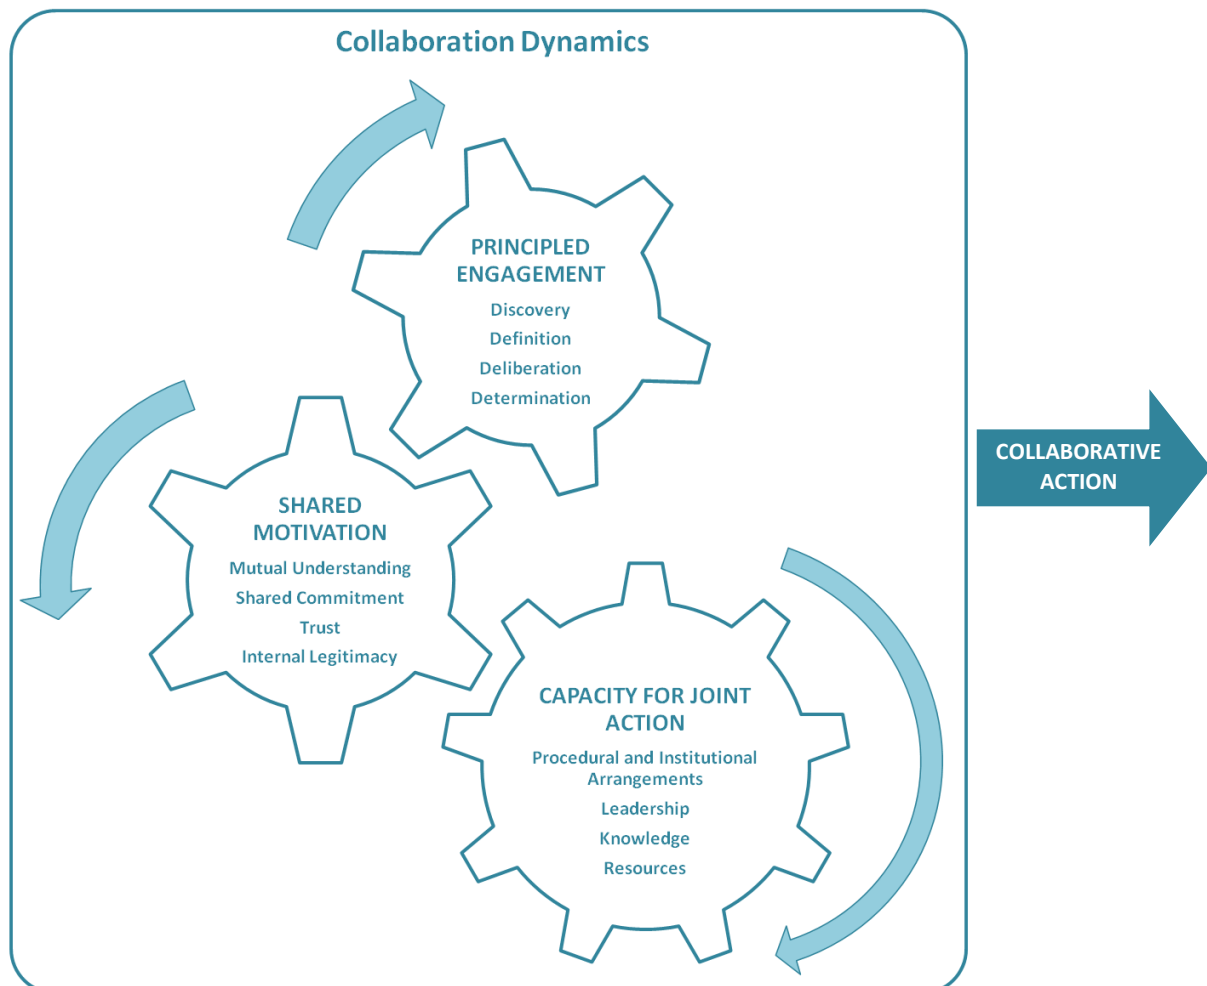 Collaboration Dynamics
PRINCIPLED
ENGAGEMENT
Discovery
Definition
Deliberation
Determination
SHARED
MOTIVATION
Mutual Understanding
Shared Commitment
Trust
Internal Legitimacy
CAPACITY FOR JOINT
ACTION
Procedural and Institutional
Arrangements
Leadership
Knowledge
Resources
COLLABORATIVE
ACTION